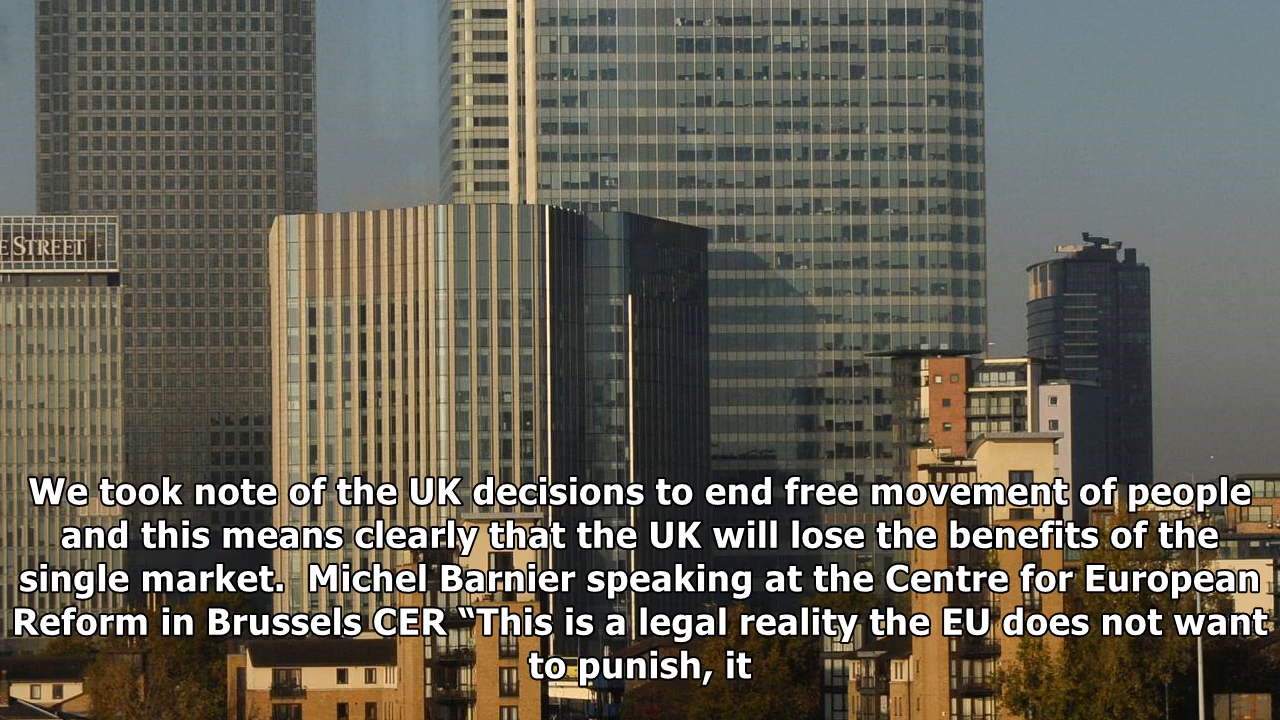 E STREET
We took note of the UK decisions to end free movement of people
and this means clearly that the UK will lose the benefits of the
single market.  Michel Barnier speaking at the Centre for European
Reform in Brussels CER “This is a legal reality the EU does not want
to punish, it